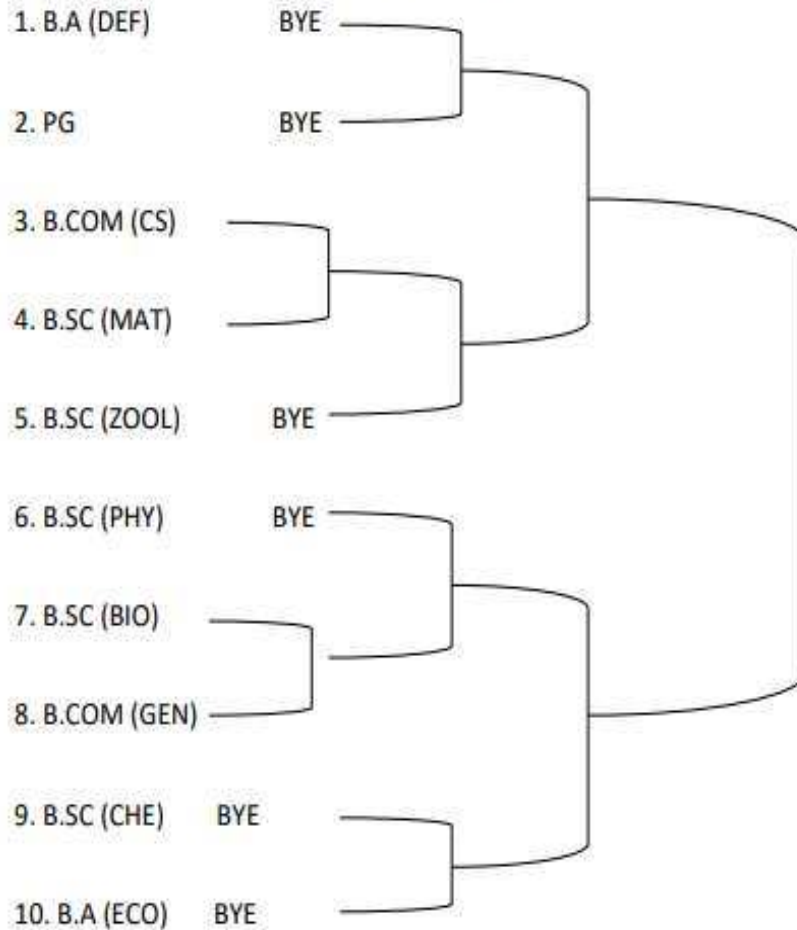 1. B.A (DEF) BYE
2. PG BYE
3. B.COM (CS)
4. B.SC (MAT)
5. B.SC (ZOOL) BYE
6. B.SC (PHY) BYE
7. B.SC (BIO)
8. B.COM (GEN)
9. B.SC (CHE) BYE
10. B.A (ECO) BYE